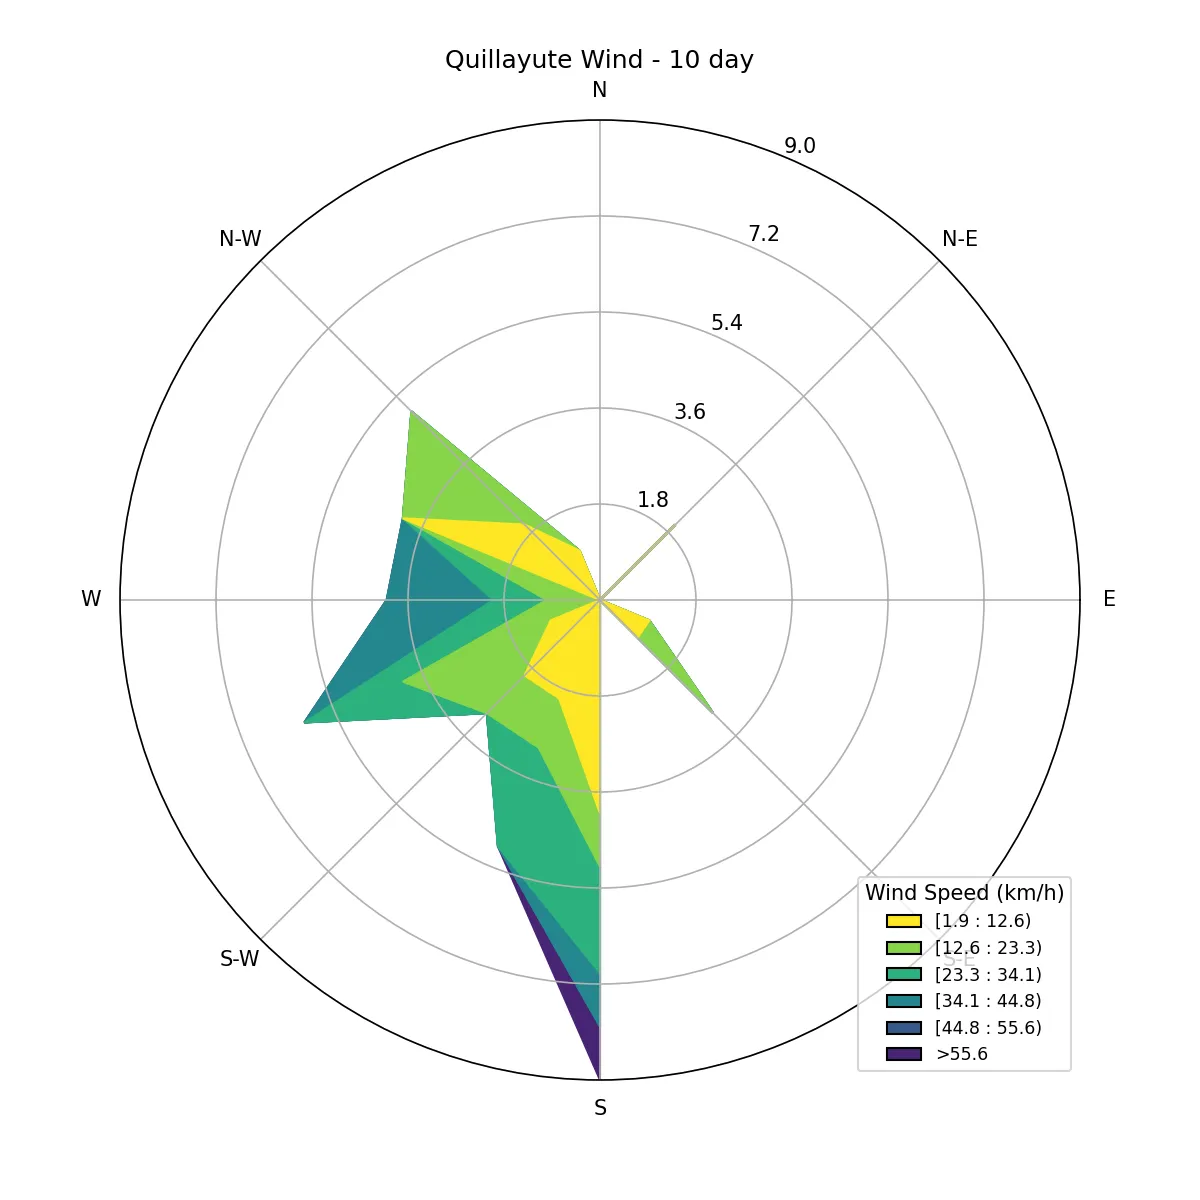 Quillayute Wind - 10 day
N
9.0
N-W
N-E
7.2
5.4
3.6
1.8
W
E
S-W
S-E
S
Wind Speed (km/h)
[1.9 : 12.6)
[12.6 : 23.3)
[23.3 : 34.1)
[34.1 : 44.8)
[44.8 : 55.6)
>55.6